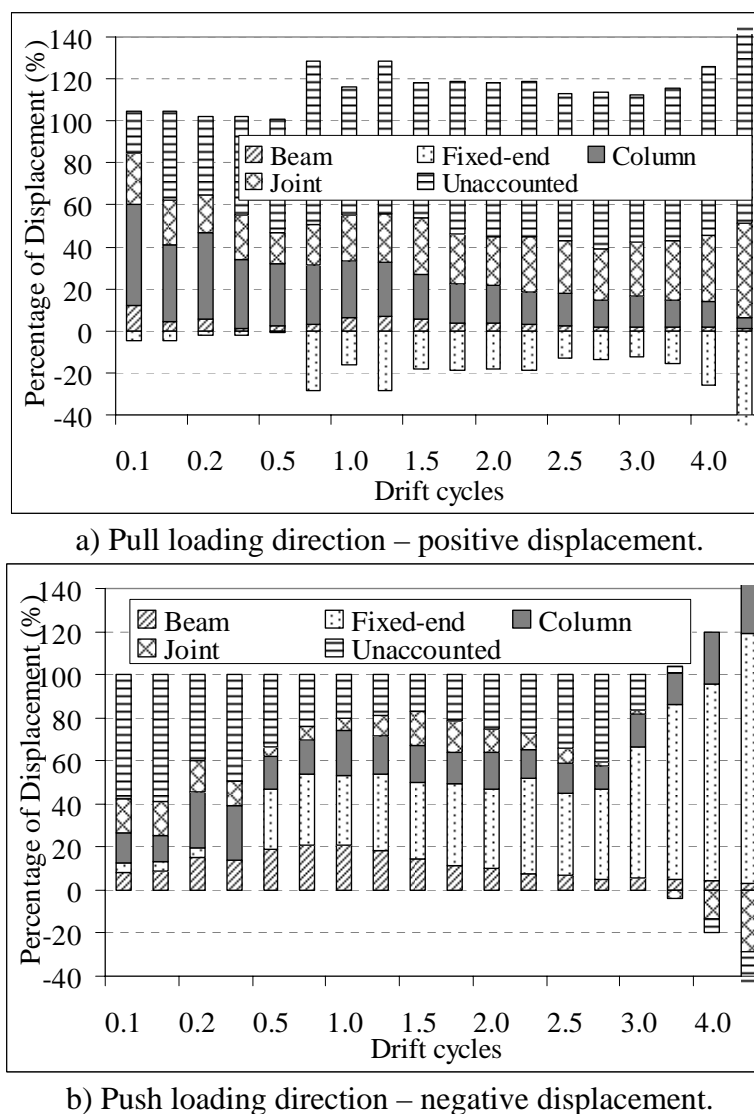 Percentage of Displacement (%)
140
120
100
80
60
40
20
0
-20
-40
Beam Fixed-end Column
Joint Unaccounted
0.1 0.2 0.5 1.0 1.5 2.0 2.5 3.0 4.0
Drift cycles
a) Pull loading direction – positive displacement.
Percentage of Displacement (%)
140
120
100
80
60
40
20
0
-20
-40
Beam Fixed-end Column
Joint Unaccounted
0.1 0.2 0.5 1.0 1.5 2.0 2.5 3.0 4.0
Drift cycles
b) Push loading direction – negative displacement.